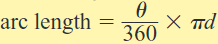 arc length = θ/360 × πd